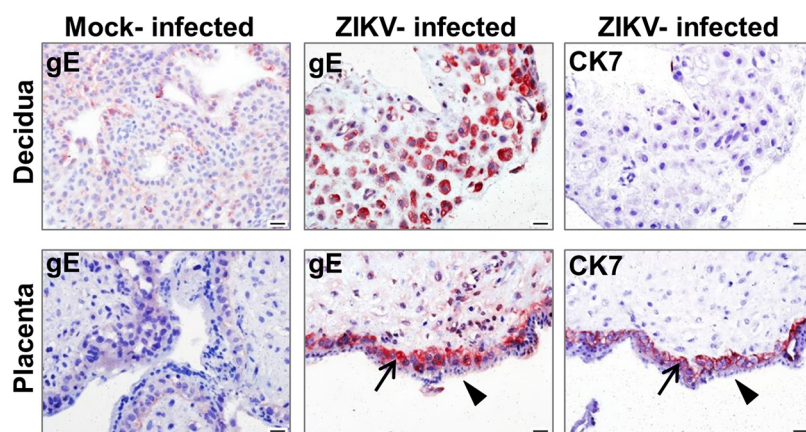 Mock- infected ZIKV- infected ZIKV- infected
Decidua
gE gE CK7
Placenta
gE gE CK7